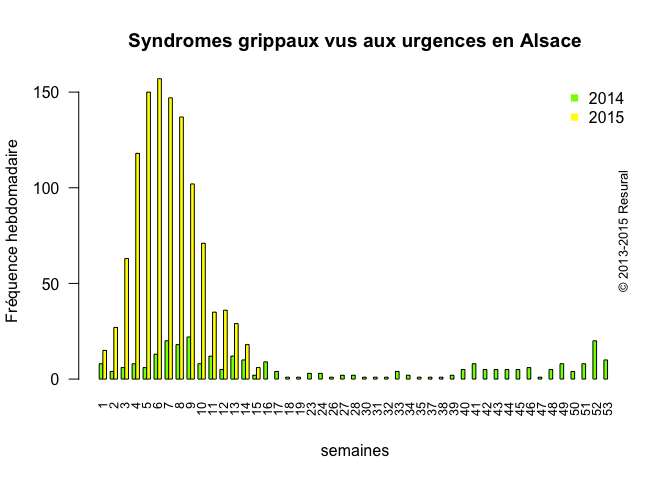 Syndromes grippaux vus aux urgences en Alsace
2014
2015
Fréquence hebdomadaire
150
100
50
0
1 2 3 4 5 6 7 8 9 10 11 12 13 14 15 16 17 18 19 23 24 26 27 28 30 31 32 33 34 35 37 38 39 40 41 42 43 44 45 46 47 48 49 50 51 52 53
semaines
© 2013-2015 Resural